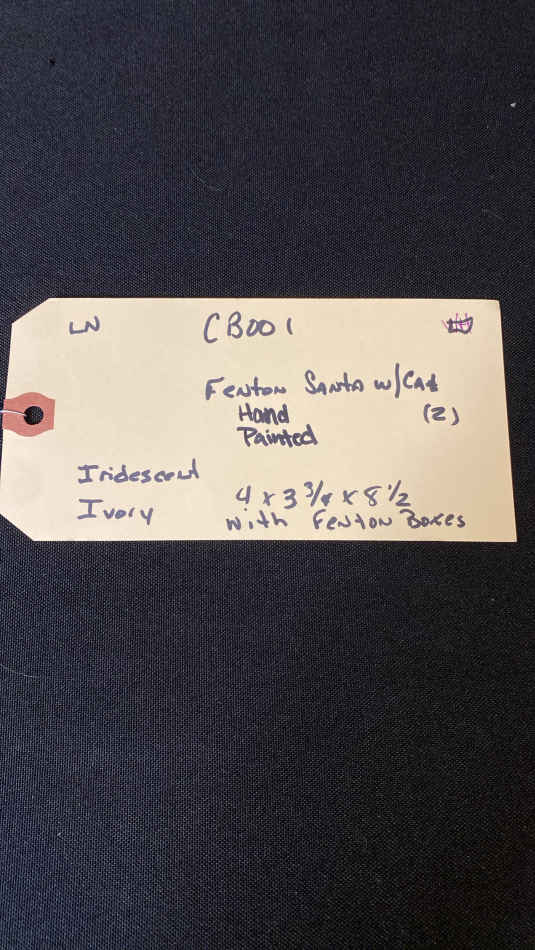 LN CB001
Fenton Santa w/Cat
Hand (2)
Painted
Iridescent
Ivory 4 x 3 3/4 x 8 1/2
with Fenton Boxes